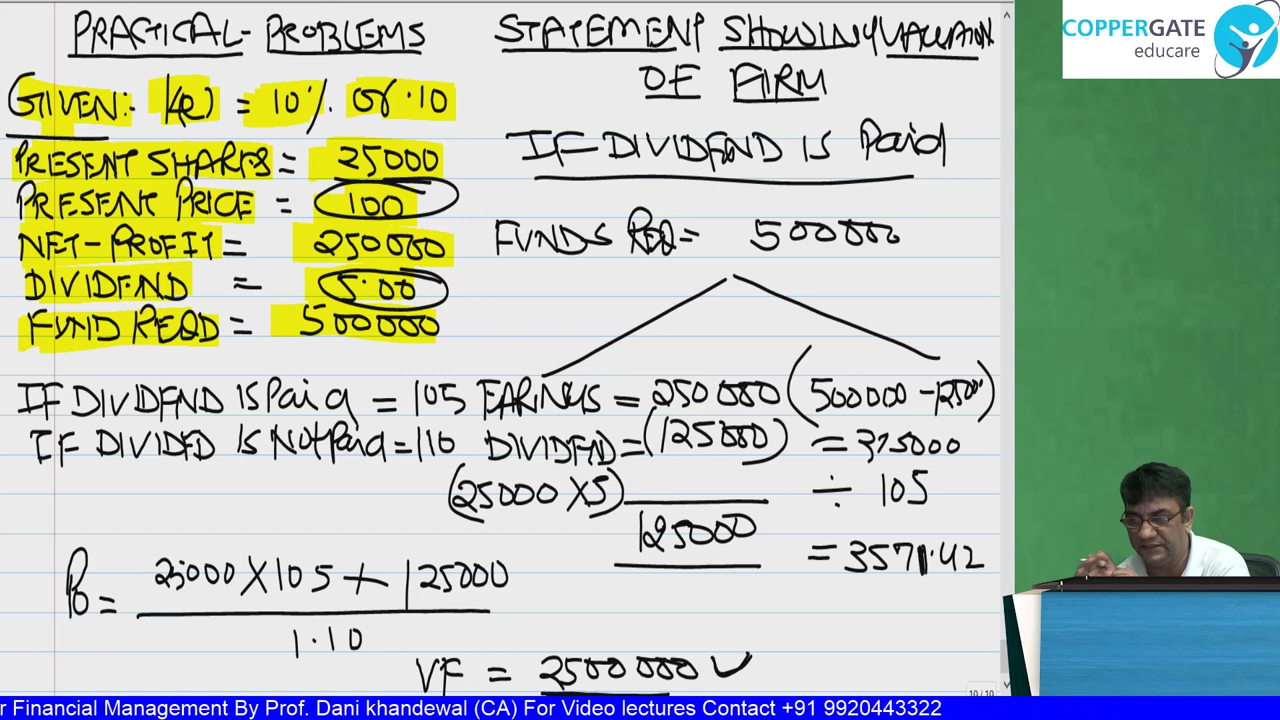 PRACTICAL- PROBLEMS
GIVEN:- (Ke) = 10% or .10
PRESENT SHARES = 25000
PRESENT PRICE = 100
NET-PROFIT = 250000
DIVIDEND = 5.00
FUND REQD = 500000
IF DIVIDEND IS Paid = 105
IF DIVIDED IS Not Paid = 110
STATEMENT SHOWING VALUATION
OF FIRM
IF DIVIDEND IS Paid
FUNDS REQ = 500000
EARINGS = 250000
DIVIDEND = (125000)
(25000 X 5)
125000
(500000 - 125000)
= 375000
÷ 105
= 3571.42
P0 = 25000 X 105 + 125000
1.10
VF = 2500000 ✓
10 / 10
COPPERGATE
educare
r Financial Management By Prof. Dani khandewal (CA) For Video lectures Contact +91 9920443322